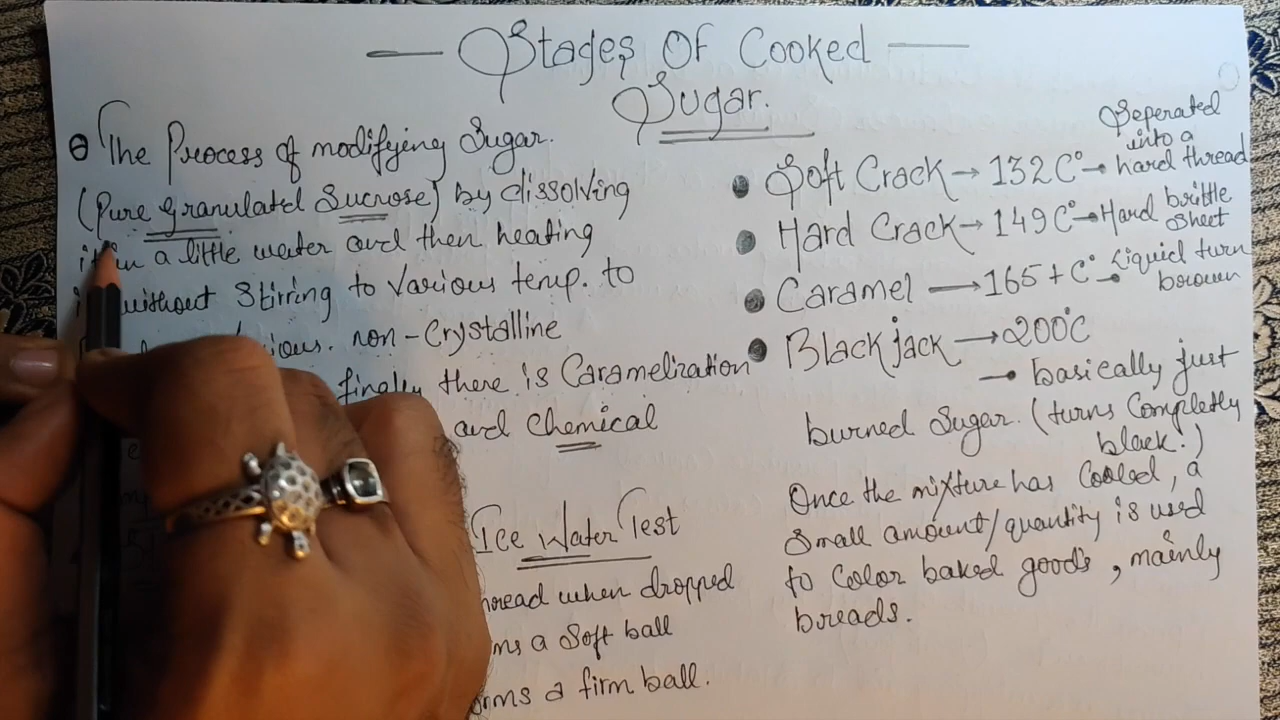 Stages Of Cooked
Sugar.
The Process of modifying Sugar.
(Pure granulated Sucrose) by dissolving
in a little water and then heating
without Stirring to Various temp. to
non-Crystalline
finally there is Caramelization
and Chemical
Ice Water Test
when dropped
a Soft ball
a firm ball.
Seperated
into a
Soft Crack → 132C° → hard thread
Hard Crack → 149C° → Hard brittle
Sheet
Caramel → 165+C° → Liquid turn
brown
Black jack → 200°C
→ basically just
burned Sugar. (turns Completly
black.)
Once the mixture has Cooled, a
Small amount/quantity is used
to Color baked goods, mainly
breads.